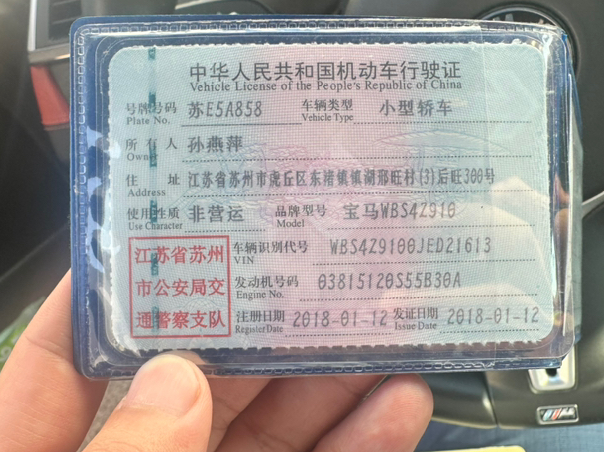 中华人民共和国机动车行驶证
Vehicle License of the People's Republic of China
号牌号码 苏E5A858 车辆类型 小型轿车
Plate No. Vehicle Type
所有人 孙燕萍
Owner
住址 江苏省苏州市虎丘区东渚镇镇湖邢旺村(3)后旺300号
Address
使用性质 非营运 品牌型号 宝马WBS4Z910
Use Character Model
江苏省苏州
市公安局交
通警察支队
车辆识别代号 WBS4Z9100JED21613
VIN
发动机号码 03815120S55B30A
Engine No.
注册日期 2018-01-12 发证日期 2018-01-12
Register Date Issue Date